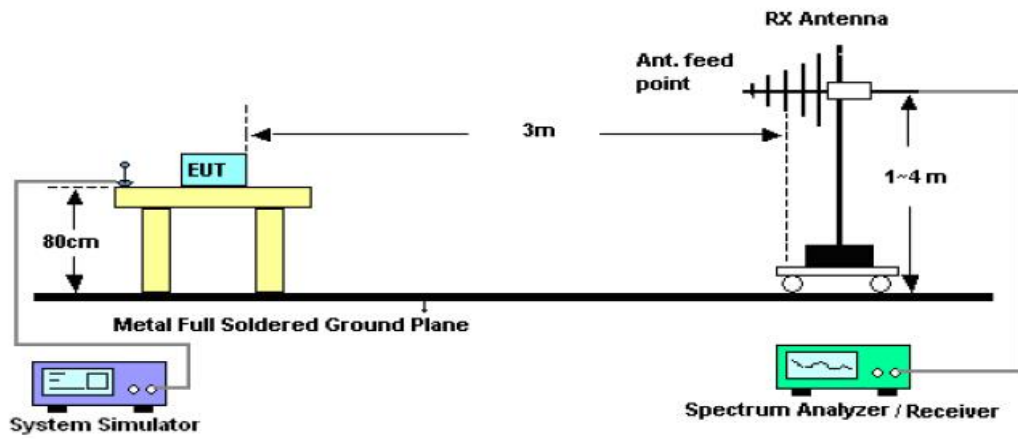 RX Antenna
Ant. feed
point
3m
EUT
1~4 m
80cm
Metal Full Soldered Ground Plane
System Simulator
Spectrum Analyzer / Receiver